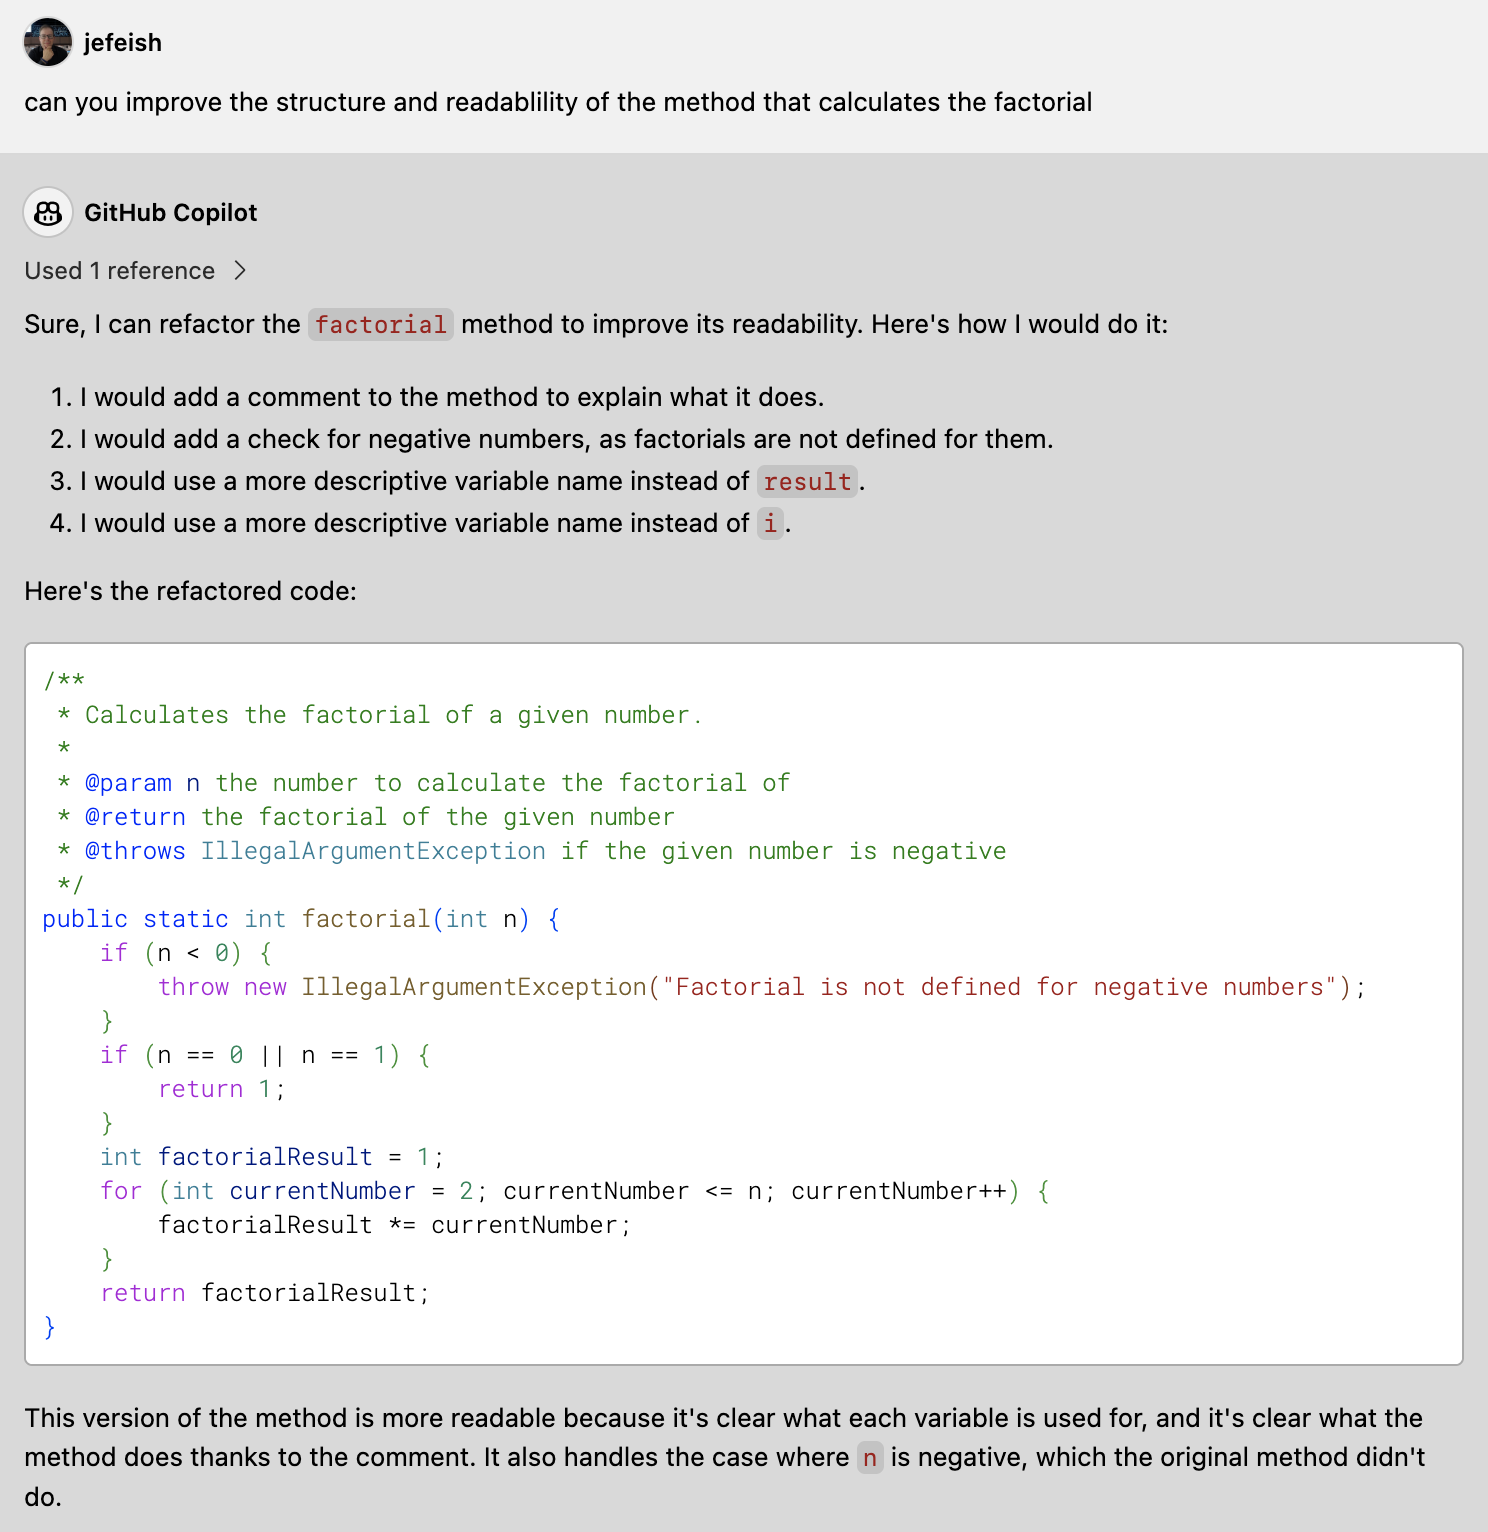 jefeish
can you improve the structure and readablility of the method that calculates the factorial
GitHub Copilot
Used 1 reference
Sure, I can refactor the factorial method to improve its readability. Here's how I would do it:
1. I would add a comment to the method to explain what it does.
2. I would add a check for negative numbers, as factorials are not defined for them.
3. I would use a more descriptive variable name instead of result.
4. I would use a more descriptive variable name instead of i.
Here's the refactored code:
/**
 * Calculates the factorial of a given number.
 *
 * @param n the number to calculate the factorial of
 * @return the factorial of the given number
 * @throws IllegalArgumentException if the given number is negative
 */
public static int factorial(int n) {
    if (n < 0) {
        throw new IllegalArgumentException("Factorial is not defined for negative numbers");
    }
    if (n == 0 || n == 1) {
        return 1;
    }
    int factorialResult = 1;
    for (int currentNumber = 2; currentNumber <= n; currentNumber++) {
        factorialResult *= currentNumber;
    }
    return factorialResult;
}
This version of the method is more readable because it's clear what each variable is used for, and it's clear what the
method does thanks to the comment. It also handles the case where n is negative, which the original method didn't
do.